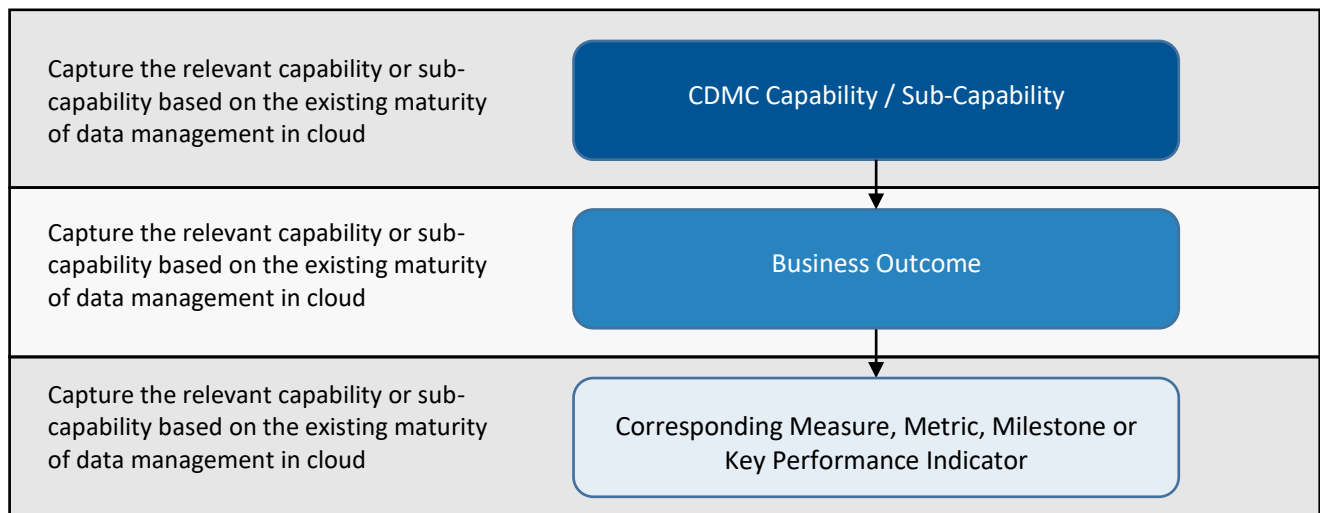 Capture the relevant capability or sub-
capability based on the existing maturity
of data management in cloud
CDMC Capability / Sub-Capability
Capture the relevant capability or sub-
capability based on the existing maturity
of data management in cloud
Business Outcome
Capture the relevant capability or sub-
capability based on the existing maturity
of data management in cloud
Corresponding Measure, Metric, Milestone or
Key Performance Indicator